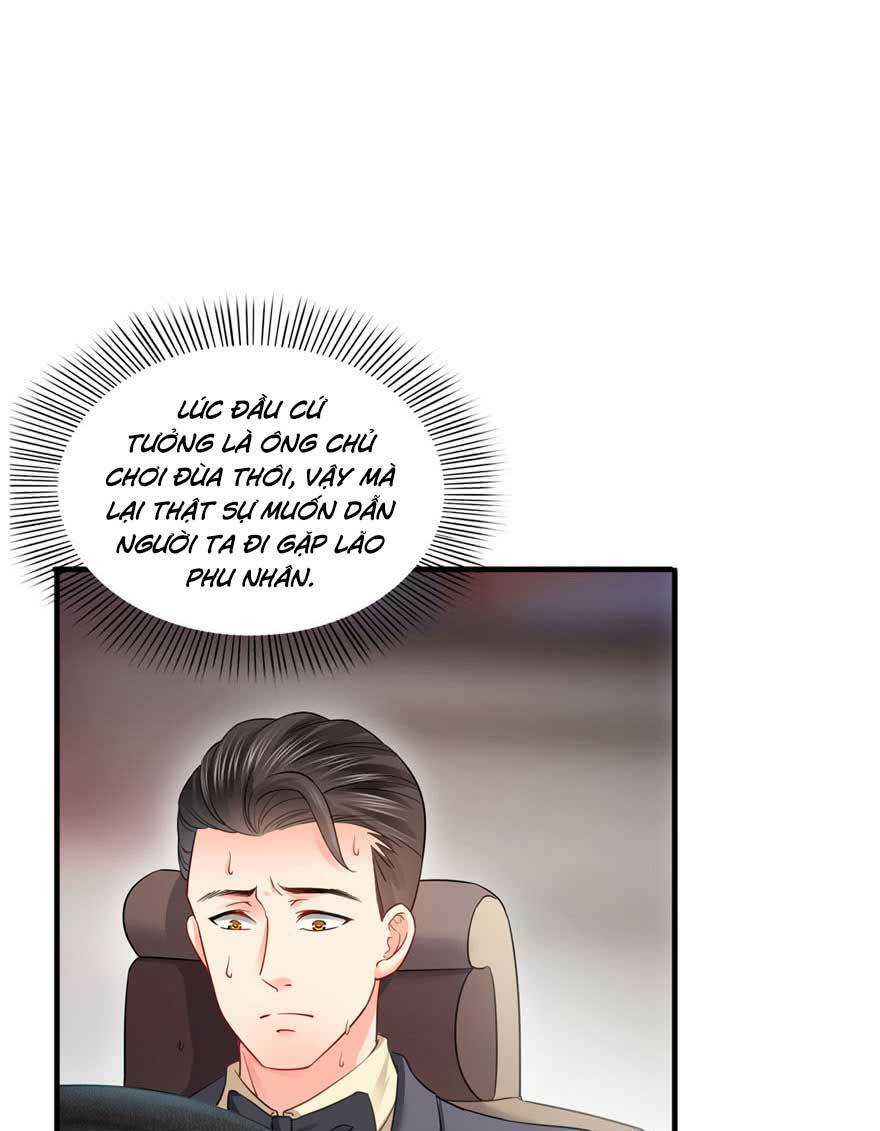 LÚC ĐẦU CỨ
TƯỞNG LÀ ÔNG CHỦ
CHƠI ĐÙA THÔI, VẬY MÀ
LẠI THẬT SỰ MUỐN DẪN
NGƯỜI TA ĐI GẶP LÃO
PHU NHÂN.